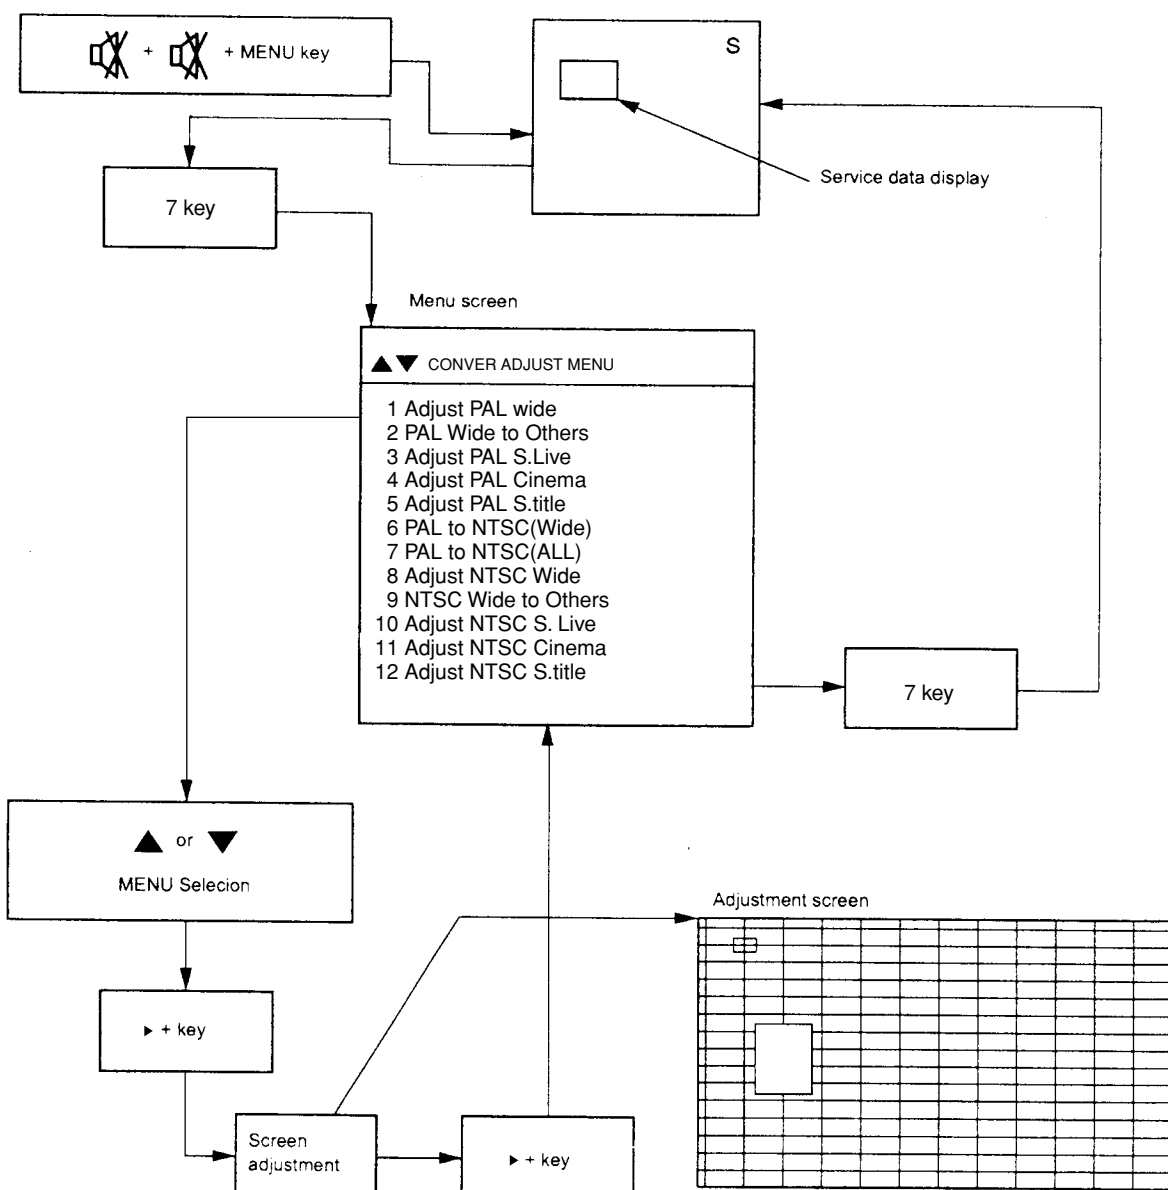 + + MENU key
S
Service data display
7 key
Menu screen
▲▼ CONVER ADJUST MENU
1 Adjust PAL wide
2 PAL Wide to Others
3 Adjust PAL S.Live
4 Adjust PAL Cinema
5 Adjust PAL S.title
6 PAL to NTSC(Wide)
7 PAL to NTSC(ALL)
8 Adjust NTSC Wide
9 NTSC Wide to Others
10 Adjust NTSC S. Live
11 Adjust NTSC Cinema
12 Adjust NTSC S.title
7 key
▲ or ▼
MENU Selecion
Adjustment screen
▶ + key
Screen
adjustment
▶ + key